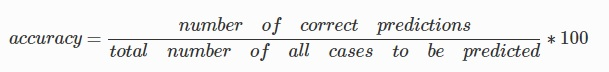 accuracy = number of correct predictions / total number of all cases to be predicted * 100